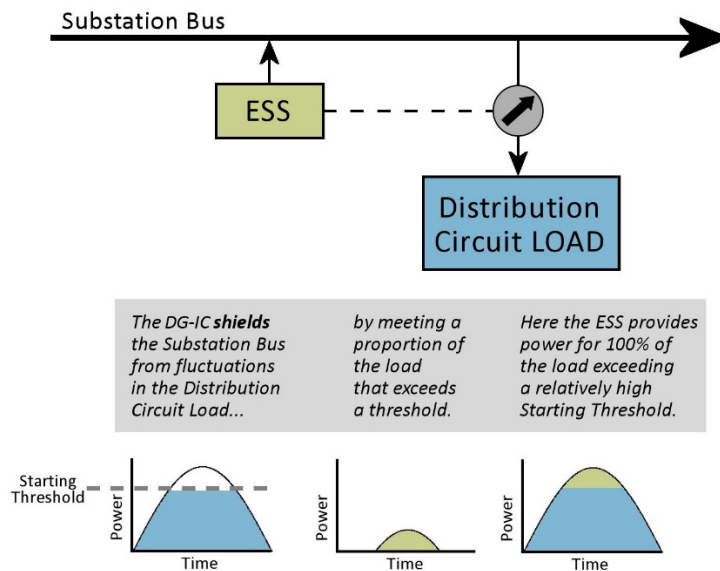 Substation Bus
ESS
Distribution
Circuit LOAD
The DG-IC shields
the Substation Bus
from fluctuations
in the Distribution
Circuit Load...
by meeting a
proportion of
the load
that exceeds
a threshold.
Here the ESS provides
power for 100% of
the load exceeding
a relatively high
Starting Threshold.
Starting
Threshold
Power
Time
Power
Time
Power
Time